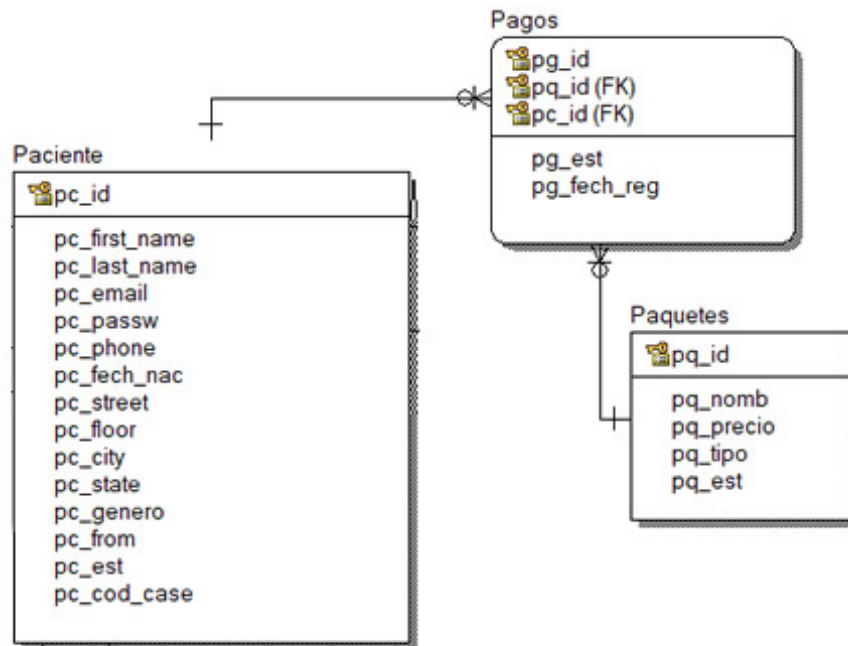 Pagos
pg_id
pq_id (FK)
pc_id (FK)
pg_est
pg_fech_reg
Paciente
pc_id
pc_first_name
pc_last_name
pc_email
pc_passw
pc_phone
pc_fech_nac
pc_street
pc_floor
pc_city
pc_state
pc_genero
pc_from
pc_est
pc_cod_case
Paquetes
pq_id
pq_nomb
pq_precio
pq_tipo
pq_est